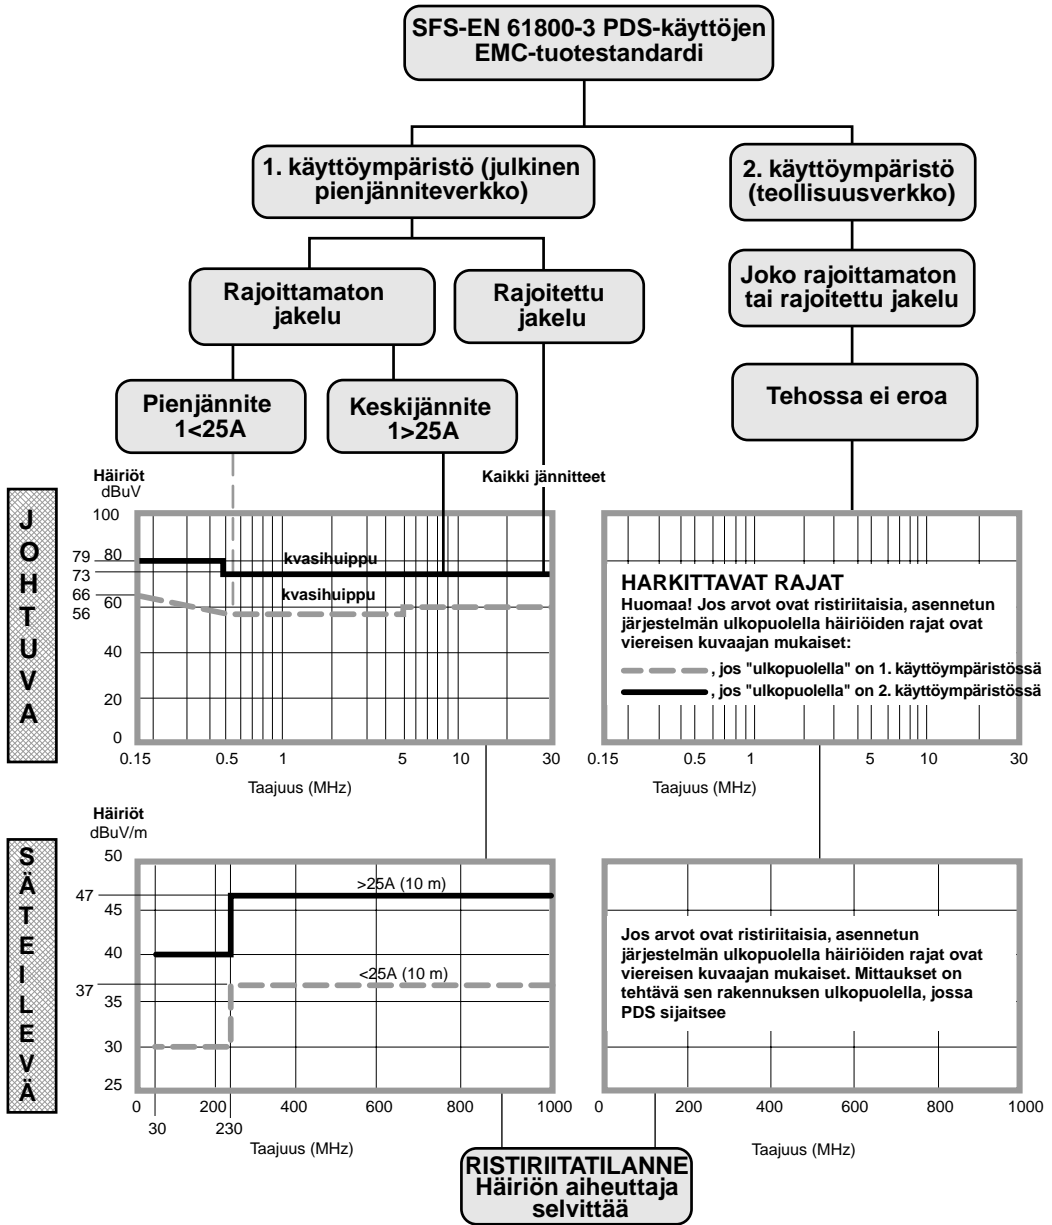 SFS-EN 61800-3 PDS-käyttöjen
EMC-tuotestandardi
1. käyttöympäristö (julkinen
pienjänniteverkko)
2. käyttöympäristö
(teollisuusverkko)
Rajoittamaton
jakelu
Rajoitettu
jakelu
Joko rajoittamaton
tai rajoitettu jakelu
Pienjännite
1<25A
Keskijännite
1>25A
Tehossa ei eroa
Kaikki jännitteet
JOHTUVA
Häiriöt
dBuV
100
79
80
73
66
60
56
40
20
0
kvasihuippu
kvasihuippu
0.15
0.5
1
5
10
30
Taajuus (MHz)
HARKITTAVAT RAJAT
Huomaa! Jos arvot ovat ristiriitaisia, asennetun
järjestelmän ulkopuolella häiriöiden rajat ovat
viereisen kuvaajan mukaiset:
, jos "ulkopuolella" on 1. käyttöympäristössä
, jos "ulkopuolella" on 2. käyttöympäristössä
0.15
0.5
1
5
10
30
Taajuus (MHz)
SÄTEILEVÄ
Häiriöt
dBuV/m
50
47
45
40
37
35
30
25
>25A (10 m)
<25A (10 m)
0
200
400
600
800
1000
30
230
Taajuus (MHz)
Jos arvot ovat ristiriitaisia, asennetun
järjestelmän ulkopuolella häiriöiden rajat ovat
viereisen kuvaajan mukaiset. Mittaukset on
tehtävä sen rakennuksen ulkopuolella, jossa
PDS sijaitsee
0
200
400
600
800
1000
Taajuus (MHz)
RISTIRIITATILANNE
Häiriön aiheuttaja
selvittää